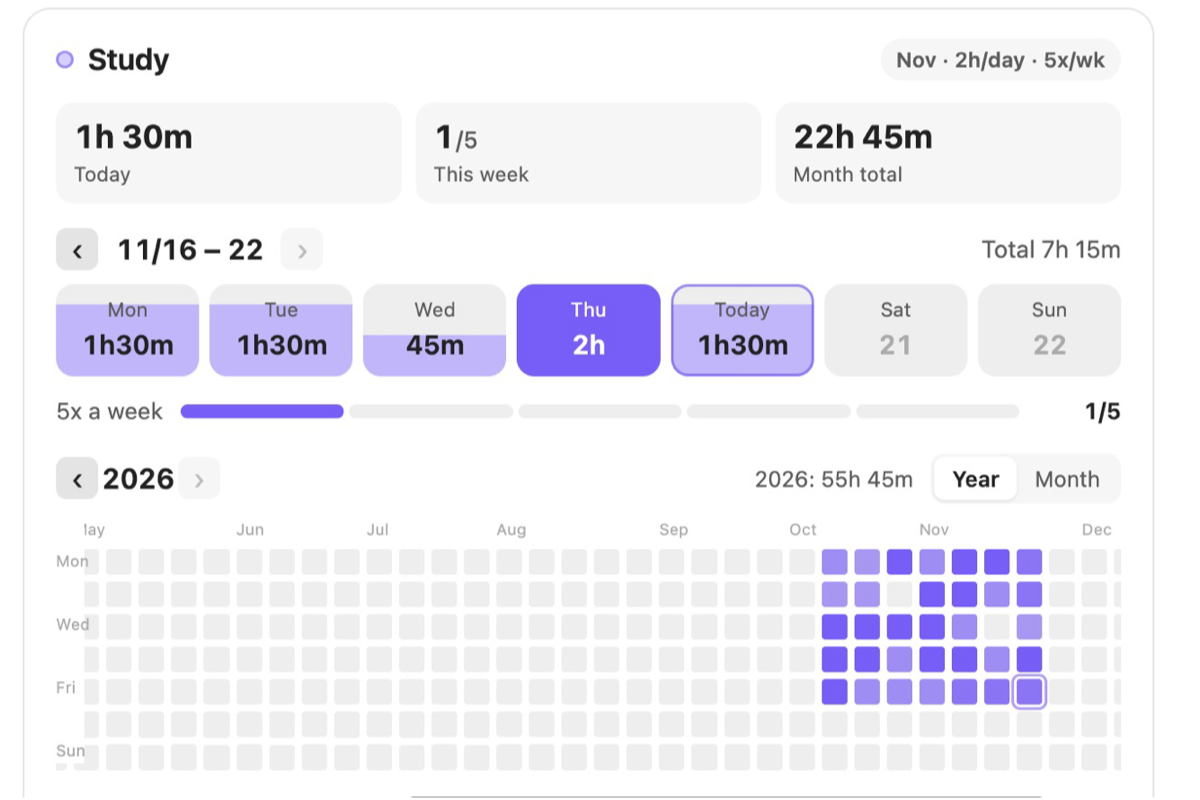 Study
Nov · 2h/day · 5x/wk
1h 30m
Today
1/5
This week
22h 45m
Month total
‹ 11/16 – 22 ›
Total 7h 15m
Mon Tue Wed Thu Today Sat Sun
1h30m 1h30m 45m 2h 1h30m 21 22
5x a week 1/5
‹ 2026 › 2026: 55h 45m Year Month
lay Jun Jul Aug Sep Oct Nov Dec
Mon
Wed
Fri
Sun